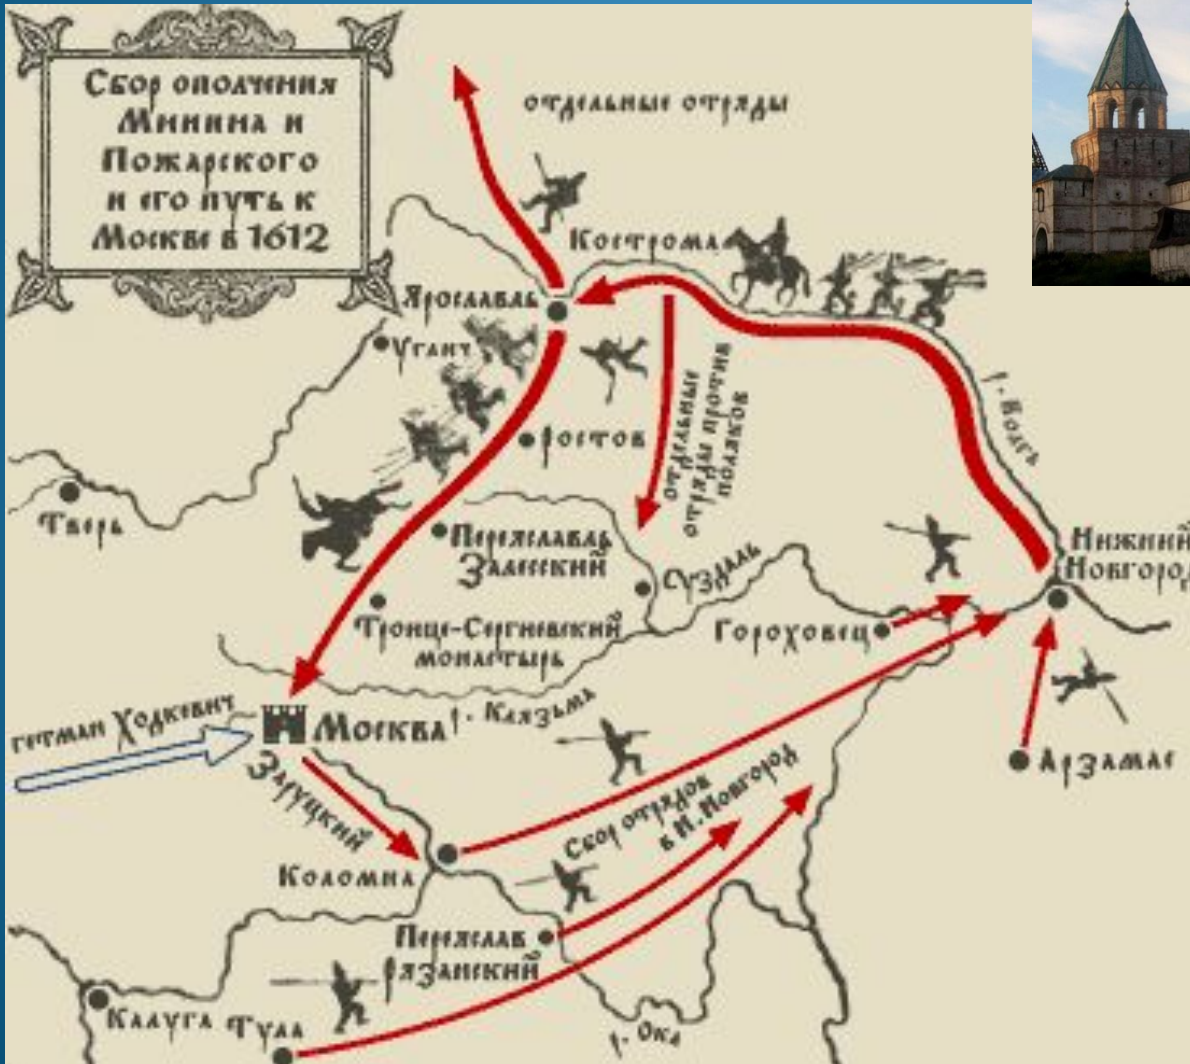 Сбор ополчения
Минина и
Пожарского
и его путь к
Москве в 1612
отдельные отряды
Кострома
Ярославль
Углич
Ростов
отдельные
отряды против
поляков
р. Волга
Тверь
Переяславль
Залесский
Суздаль
Нижний
Новгород
Гороховец
Троице-Сергиевский
монастырь
р. Клязьма
гетман Ходкевич
Москва
Заруцкий
Арзамас
Сбор отрядов
в Н. Новгород
Коломна
Переяслав
Рязанский
Калуга
Тула
р. Ока